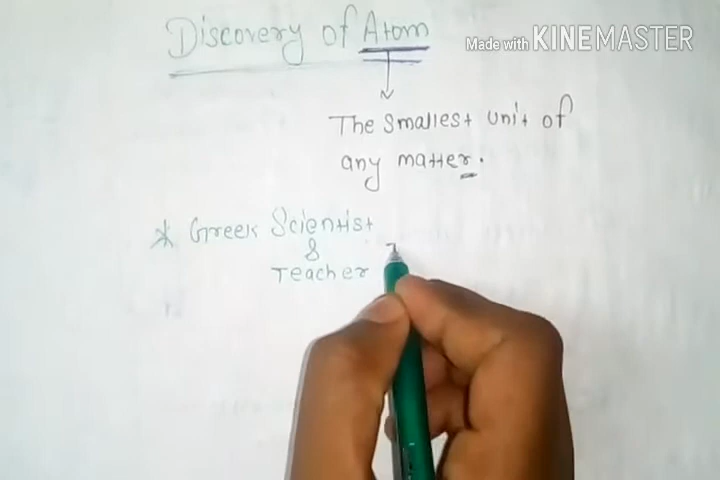 Discovery of Atom
Made with KINEMASTER
The smallest unit of
any matter.
* Greek Scientist
&
Teacher